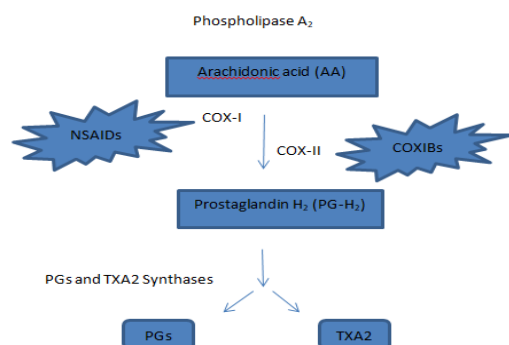 Phospholipase A₂
Arachidonic acid (AA)
COX-I
NSAIDs
COX-II
COXIBs
Prostaglandin H₂ (PG-H₂)
PGs and TXA2 Synthases
PGs
TXA2